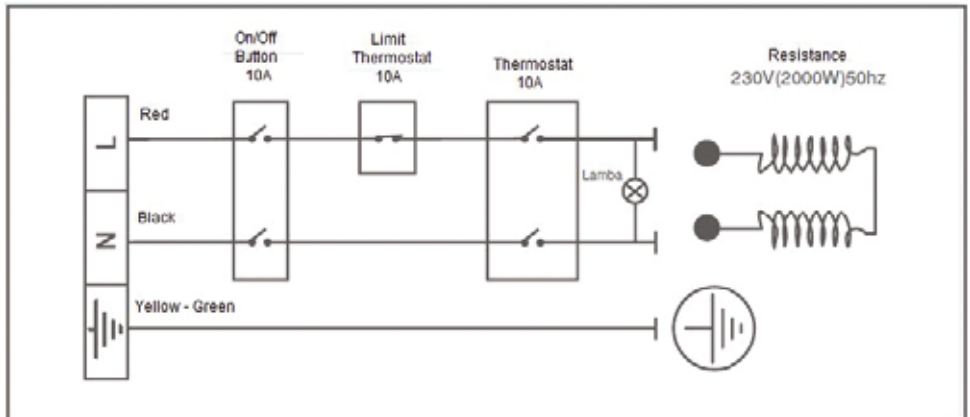 On/Off
Button
10A
Limit
Thermostat
10A
Thermostat
10A
Resistance
230V(2000W)50hz
L
Red
Lamba
N
Black
Yellow - Green